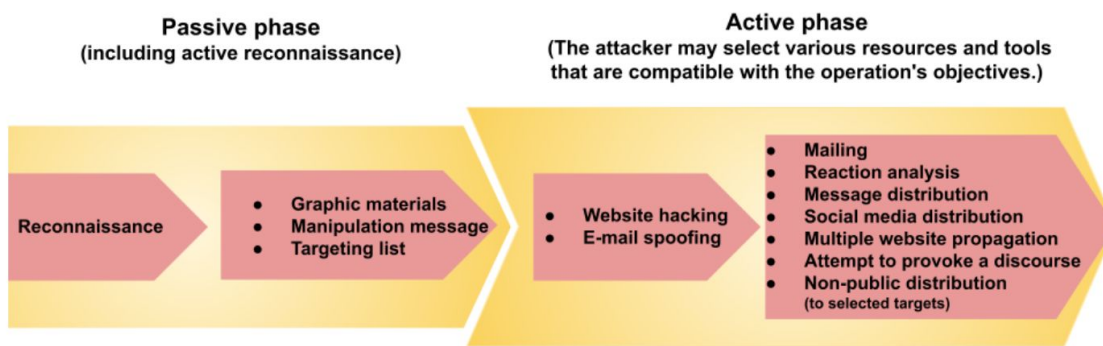 Passive phase
(including active reconnaissance)
Active phase
(The attacker may select various resources and tools
that are compatible with the operation's objectives.)
Reconnaissance
● Graphic materials
● Manipulation message
● Targeting list
● Website hacking
● E-mail spoofing
● Mailing
● Reaction analysis
● Message distribution
● Social media distribution
● Multiple website propagation
● Attempt to provoke a discourse
● Non-public distribution
(to selected targets)